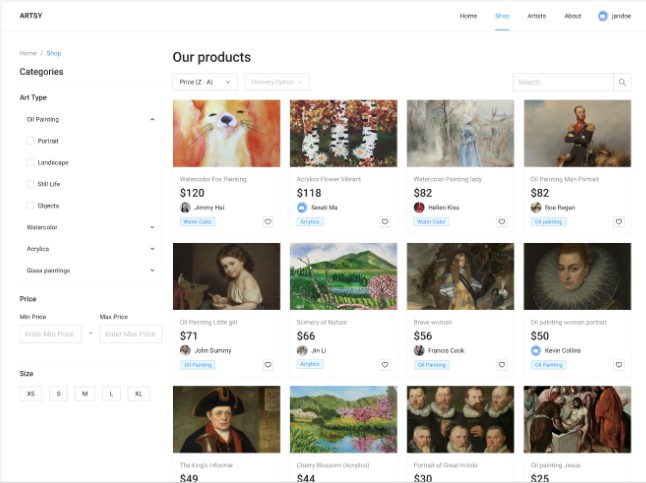 ARTSY
Home
Shop
Artists
About
jandoe
Home / Shop
Categories
Art Type
Oil Painting
Portrait
Landscape
Still Life
Objects
Watercolor
Acrylics
Glass paintings
Price
Min Price
Max Price
Enter Min Price
~
Enter Max Price
Size
XS
S
M
L
XL
Our products
Price (Z - A)
Delivery Option
Search
Watercolor Fox Painting
$120
Jimmy Hai
Water Color
Acrylics Flower Vibrant
$118
Senati Ma
Acrylics
Watercolor Painting lady
$82
Hellen Kiss
Water Color
Oil Painting Man Portrait
$82
Roe Regan
Oil painting
Oil Painting Little girl
$71
John Dummy
Oil Painting
Scenery of Nature
$66
Jin Li
Acrylics
Brave woman
$56
Francis Cook
Oil Painting
Oil painting woman portrait
$50
Kevin Collins
Oil Painting
The king's informer
$49
Cherry Blossom (Acrylics)
$44
Portrait of Great minds
$30
Oil painting Jesus
$25